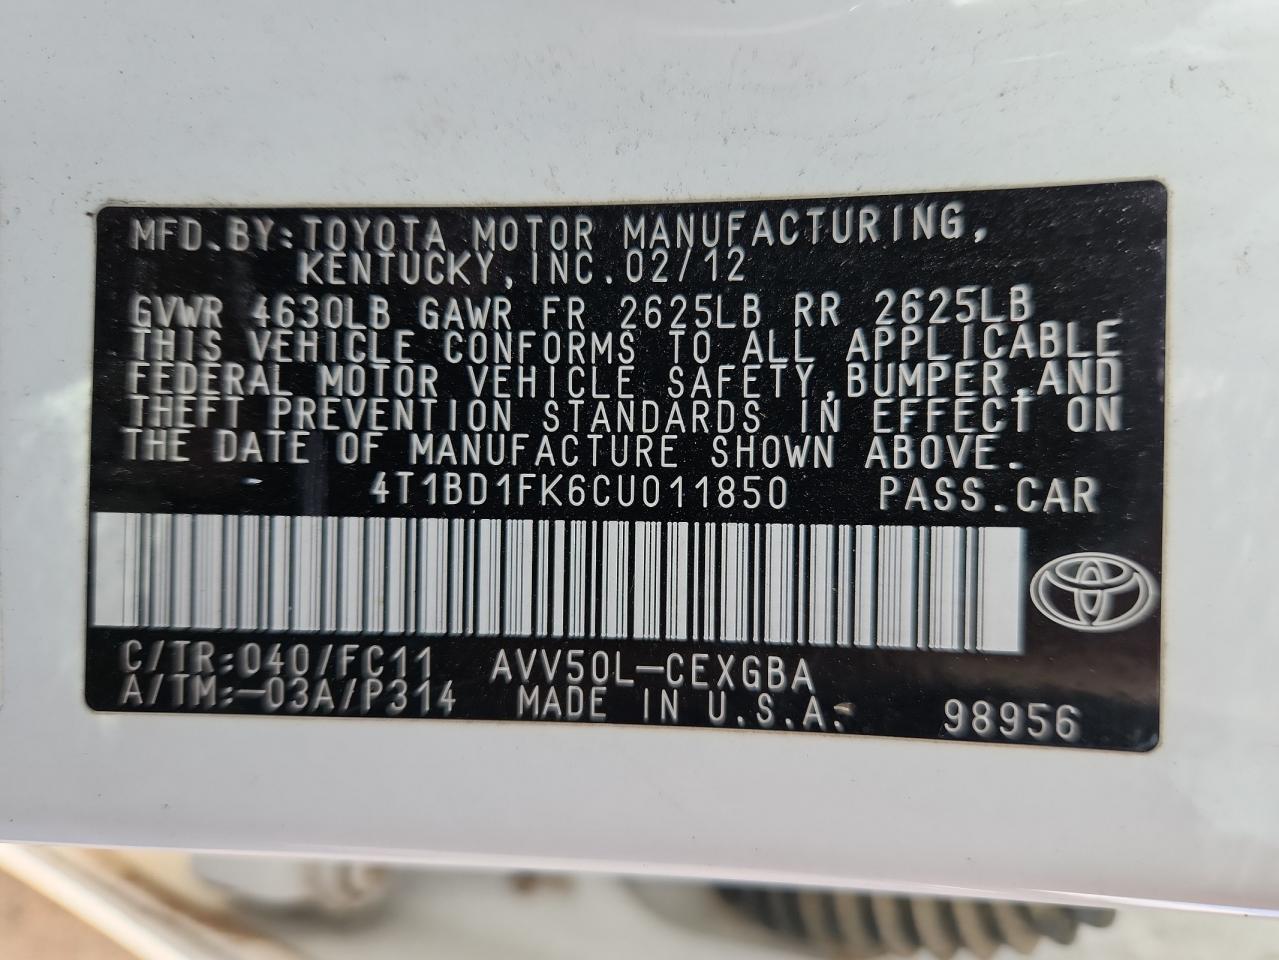 MFD.BY:TOYOTA MOTOR MANUFACTURING,
KENTUCKY,INC.02/12
GVWR 4630LB GAWR FR 2625LB RR 2625LB
THIS VEHICLE CONFORMS TO ALL APPLICABLE
FEDERAL MOTOR VEHICLE SAFETY,BUMPER,AND
THEFT PREVENTION STANDARDS IN EFFECT ON
THE DATE OF MANUFACTURE SHOWN ABOVE.
4T1BD1FK6CU011850 PASS.CAR
C/TR:040/FC11 AVV50L-CEXGBA
A/TM:-03A/P314 MADE IN U.S.A. 98956